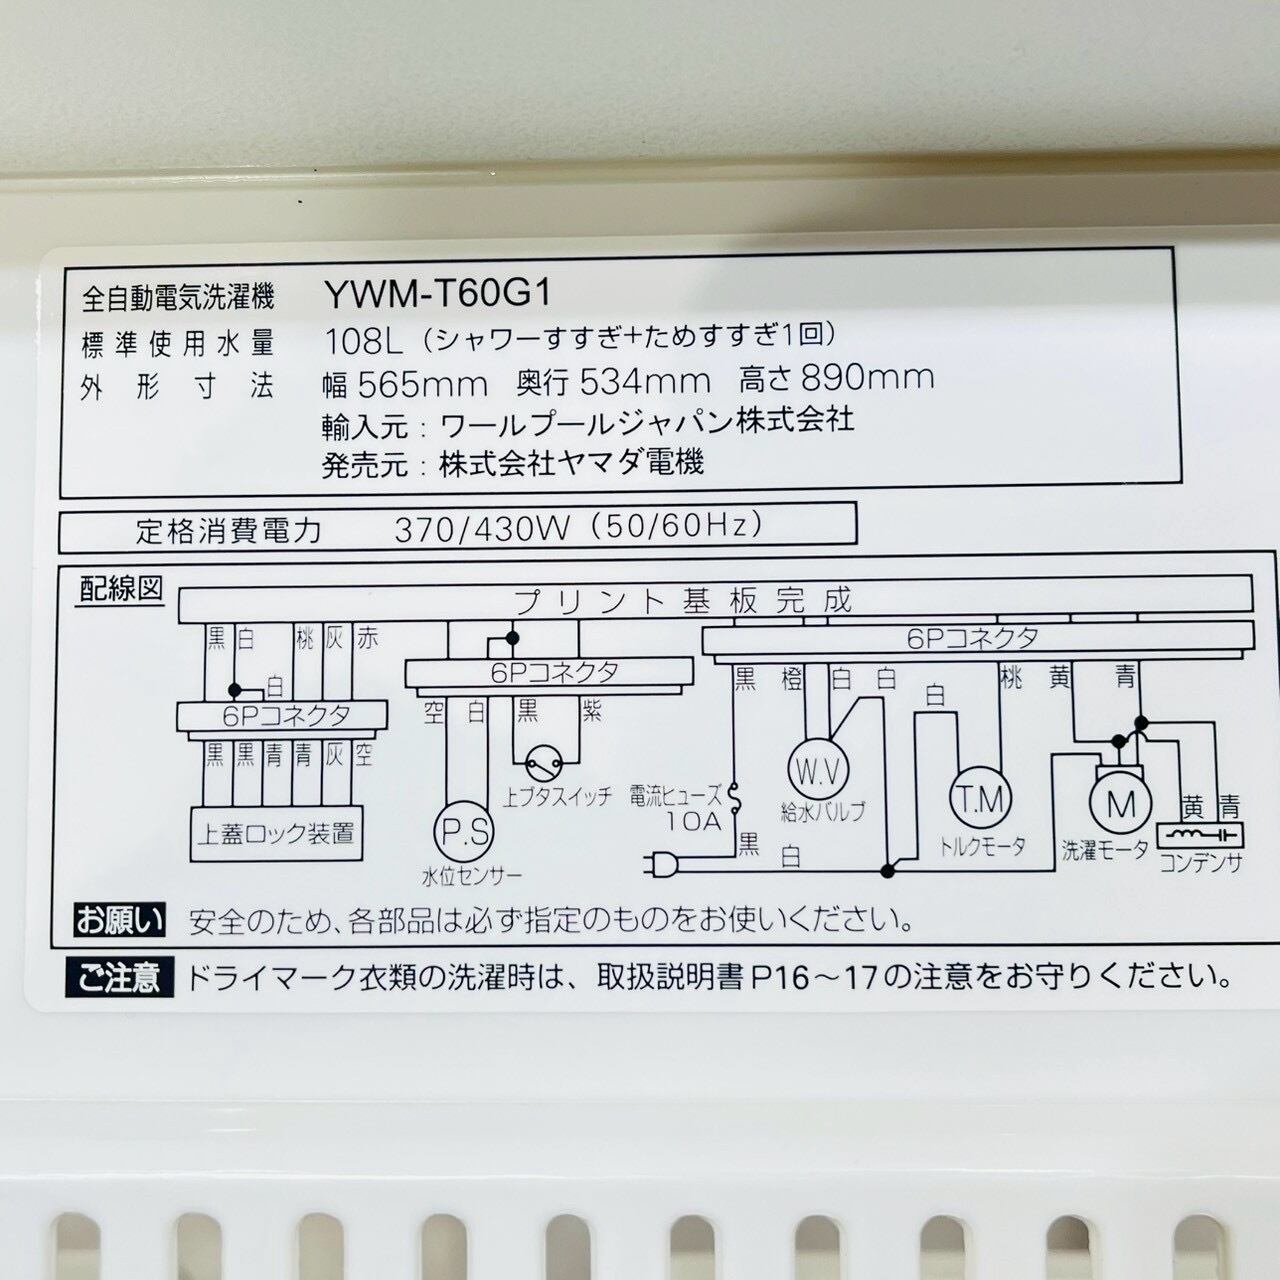 全自動電気洗濯機 YWM-T60G1
標準使用水量 108L（シャワーすすぎ+ためすすぎ1回）
外形寸法 幅565mm 奥行534mm 高さ890mm
輸入元：ワールプールジャパン株式会社
発売元：株式会社ヤマダ電機
定格消費電力 370/430W（50/60Hz）
配線図
プリント基板完成
黒 白 桃 灰 赤
白
6Pコネクタ
黒 黒 青 青 灰 空
上蓋ロック装置
6Pコネクタ
空 白 黒 紫
上ブタスイッチ
P.S
水位センサー
6Pコネクタ
黒 橙 白 白 白 桃 黄 青
電流ヒューズ
10A
黒
白
W.V
給水バルブ
T.M
トルクモータ
M
洗濯モータ
黄 青
コンデンサ
お願い 安全のため、各部品は必ず指定のものをお使いください。
ご注意 ドライマーク衣類の洗濯時は、取扱説明書P16～17の注意をお守りください。